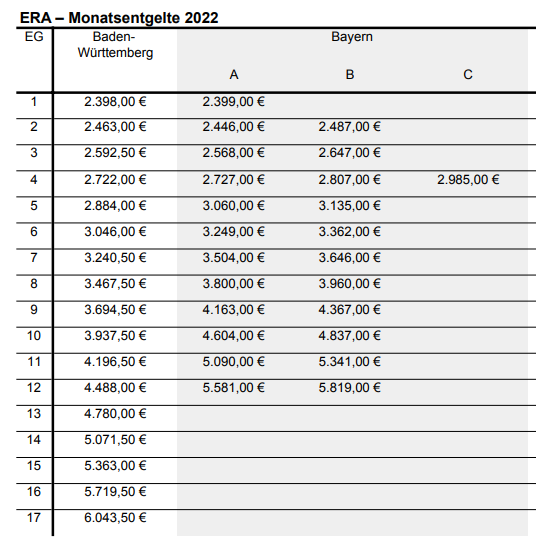 ERA – Monatsentgelte 2022
EG Baden- Bayern
Württemberg
A B C
1 2.398,00 € 2.399,00 €
2 2.463,00 € 2.446,00 € 2.487,00 €
3 2.592,50 € 2.568,00 € 2.647,00 €
4 2.722,00 € 2.727,00 € 2.807,00 € 2.985,00 €
5 2.884,00 € 3.060,00 € 3.135,00 €
6 3.046,00 € 3.249,00 € 3.362,00 €
7 3.240,50 € 3.504,00 € 3.646,00 €
8 3.467,50 € 3.800,00 € 3.960,00 €
9 3.694,50 € 4.163,00 € 4.367,00 €
10 3.937,50 € 4.604,00 € 4.837,00 €
11 4.196,50 € 5.090,00 € 5.341,00 €
12 4.488,00 € 5.581,00 € 5.819,00 €
13 4.780,00 €
14 5.071,50 €
15 5.363,00 €
16 5.719,50 €
17 6.043,50 €